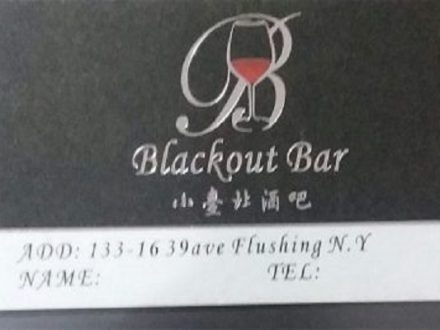 B
Blackout Bar
小臺北酒吧
ADD: 133-16 39ave Flushing N.Y
NAME: TEL: